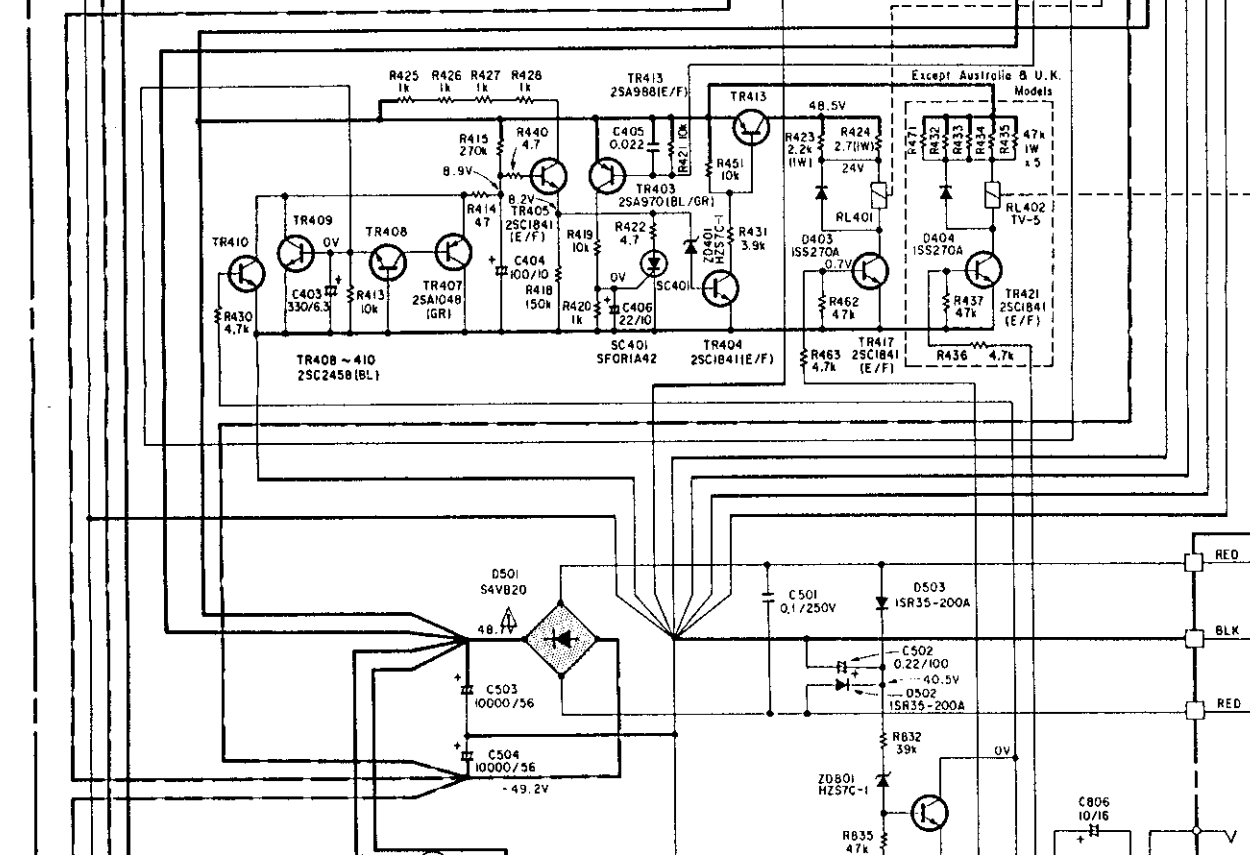 Except Australia & U.K.
Models
R425
1k
R426
1k
R427
1k
R428
1k
TR413
2SA988(E/F)
TR413
48.5V
R415
270k
R440
4.7
C405
0.022
R421 10k
R451
10k
R423
2.2k
(1W)
R424
2.7(1W)
24V
R471
R432
R433
R434
R435
47k
1W
x 5
8.9V
8.2V
R414
47
TR405
2SC1841
(E/F)
TR403
2SA970(BL/GR)
RL401
RL402
TV-5
TR409
TR410
0V
TR408
R419
10k
R422
4.7
ZD401
HZS7C-1
R431
3.9k
D403
1SS270A
0.7V
D404
1SS270A
C403
330/6.3
R413
10k
TR407
2SA1048
(GR)
C404
100/10
R418
150k
0V
SC401
R420
1k
C406
22/10
R430
4.7k
R462
47k
R437
47k
TR421
2SC1841
(E/F)
TR408~410
2SC2458(BL)
SC401
SF0R1A42
TR404
2SC1841(E/F)
R463
4.7k
TR417
2SC1841
(E/F)
R436
4.7k
D501
S4VB20
RED
C501
0.1/250V
D503
1SR35-200A
BLK
C502
0.22/100
40.5V
D502
1SR35-200A
RED
C503
10000/56
C504
10000/56
-49.2V
R832
39k
0V
ZD801
HZS7C-1
R835
47k
C806
10/16